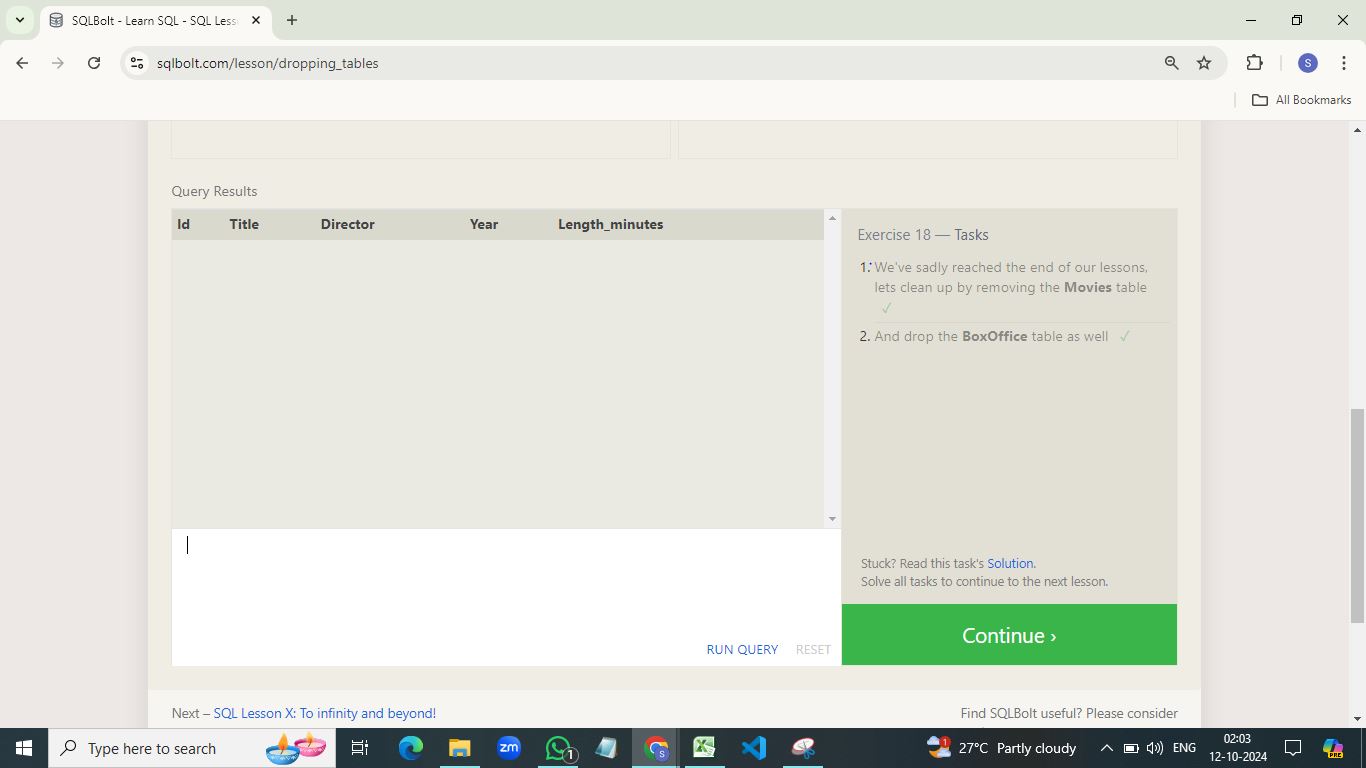 SQLBolt - Learn SQL - SQL Less
sqlbolt.com/lesson/dropping_tables
S
All Bookmarks
Query Results
Id Title Director Year Length_minutes
Exercise 18 — Tasks
1. We've sadly reached the end of our lessons,
lets clean up by removing the Movies table
✓
2. And drop the BoxOffice table as well ✓
Stuck? Read this task's Solution.
Solve all tasks to continue to the next lesson.
RUN QUERY RESET
Continue ›
Next – SQL Lesson X: To infinity and beyond!
Find SQLBolt useful? Please consider
Type here to search
zm
1
S
1
27°C Partly cloudy
ENG
02:03
12-10-2024
PRE